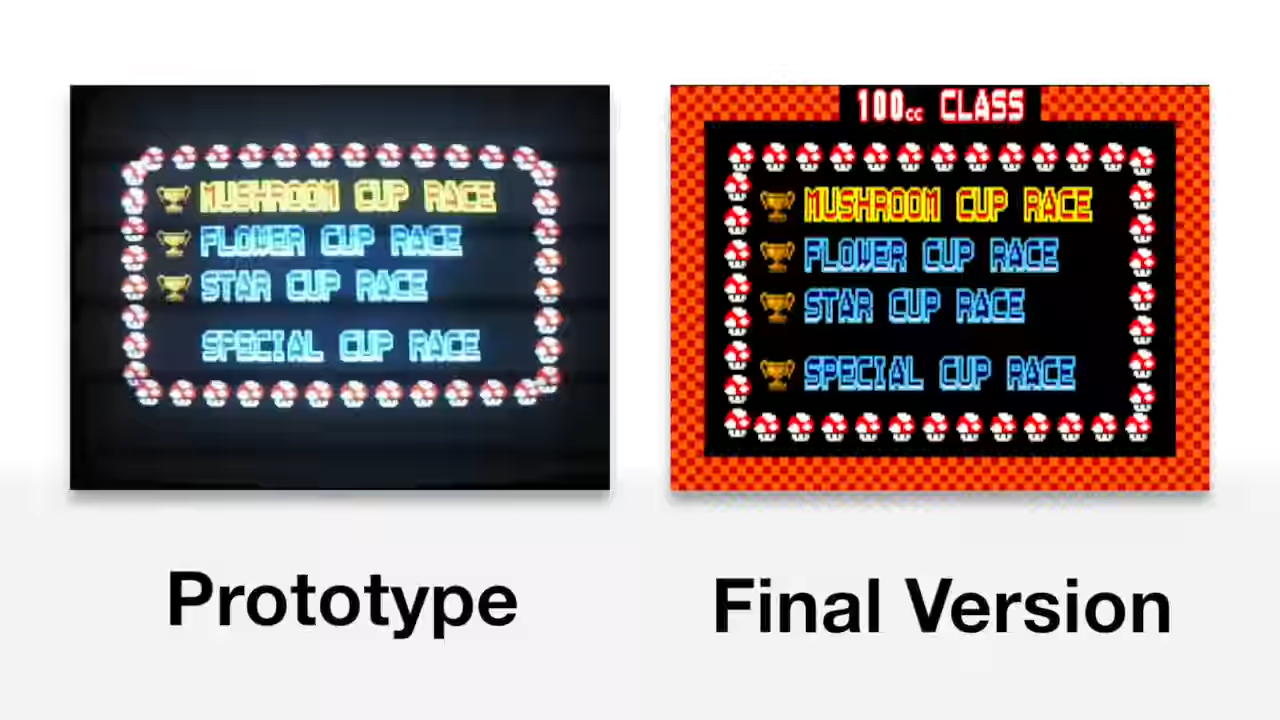 MUSHROOM CUP RACE
FLOWER CUP RACE
STAR CUP RACE
SPECIAL CUP RACE
Prototype
100cc CLASS
MUSHROOM CUP RACE
FLOWER CUP RACE
STAR CUP RACE
SPECIAL CUP RACE
Final Version